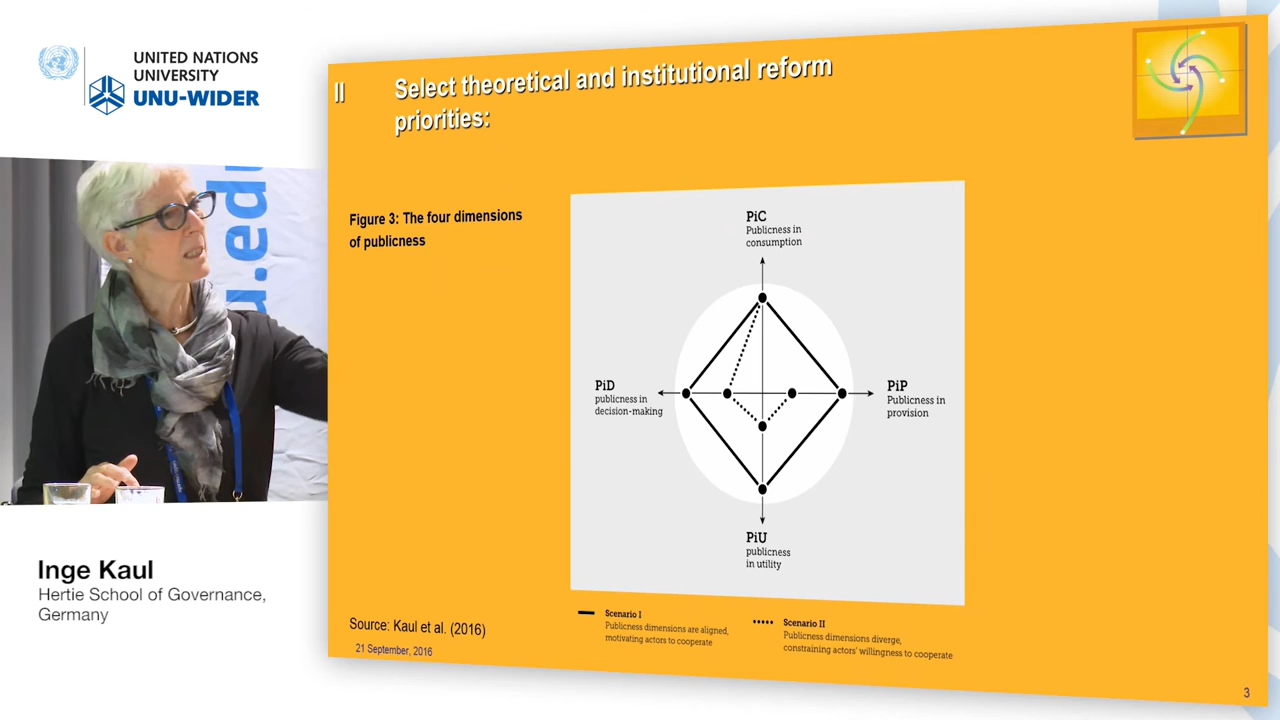 UNITED NATIONS
UNIVERSITY
UNU-WIDER
u.edu
Inge Kaul
Hertie School of Governance,
Germany
II Select theoretical and institutional reform
priorities:
Figure 3: The four dimensions
of publicness
PiC
Publicness in
consumption
PiD
publicness in
decision-making
PiP
Publicness in
provision
PiU
publicness
in utility
Scenario I
Publicness dimensions are aligned,
motivating actors to cooperate
Scenario II
Publicness dimensions diverge,
constraining actors' willingness to cooperate
Source: Kaul et al. (2016)
21 September, 2016
3